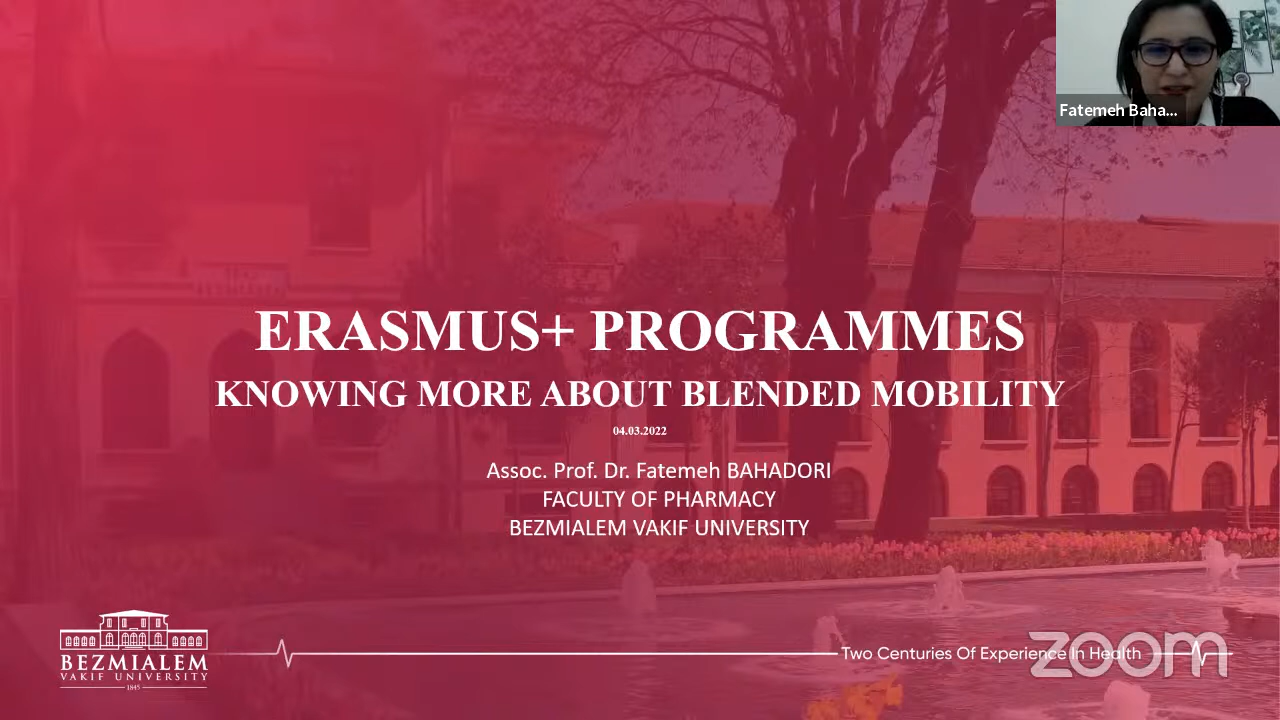 Fatemeh Baha...
ERASMUS+ PROGRAMMES
KNOWING MORE ABOUT BLENDED MOBILITY
04.03.2022
Assoc. Prof. Dr. Fatemeh BAHADORI
FACULTY OF PHARMACY
BEZMIALEM VAKIF UNIVERSITY
BEZMIALEM
VAKIF UNIVERSITY
1845
Two Centuries Of Experience In Health
zoom